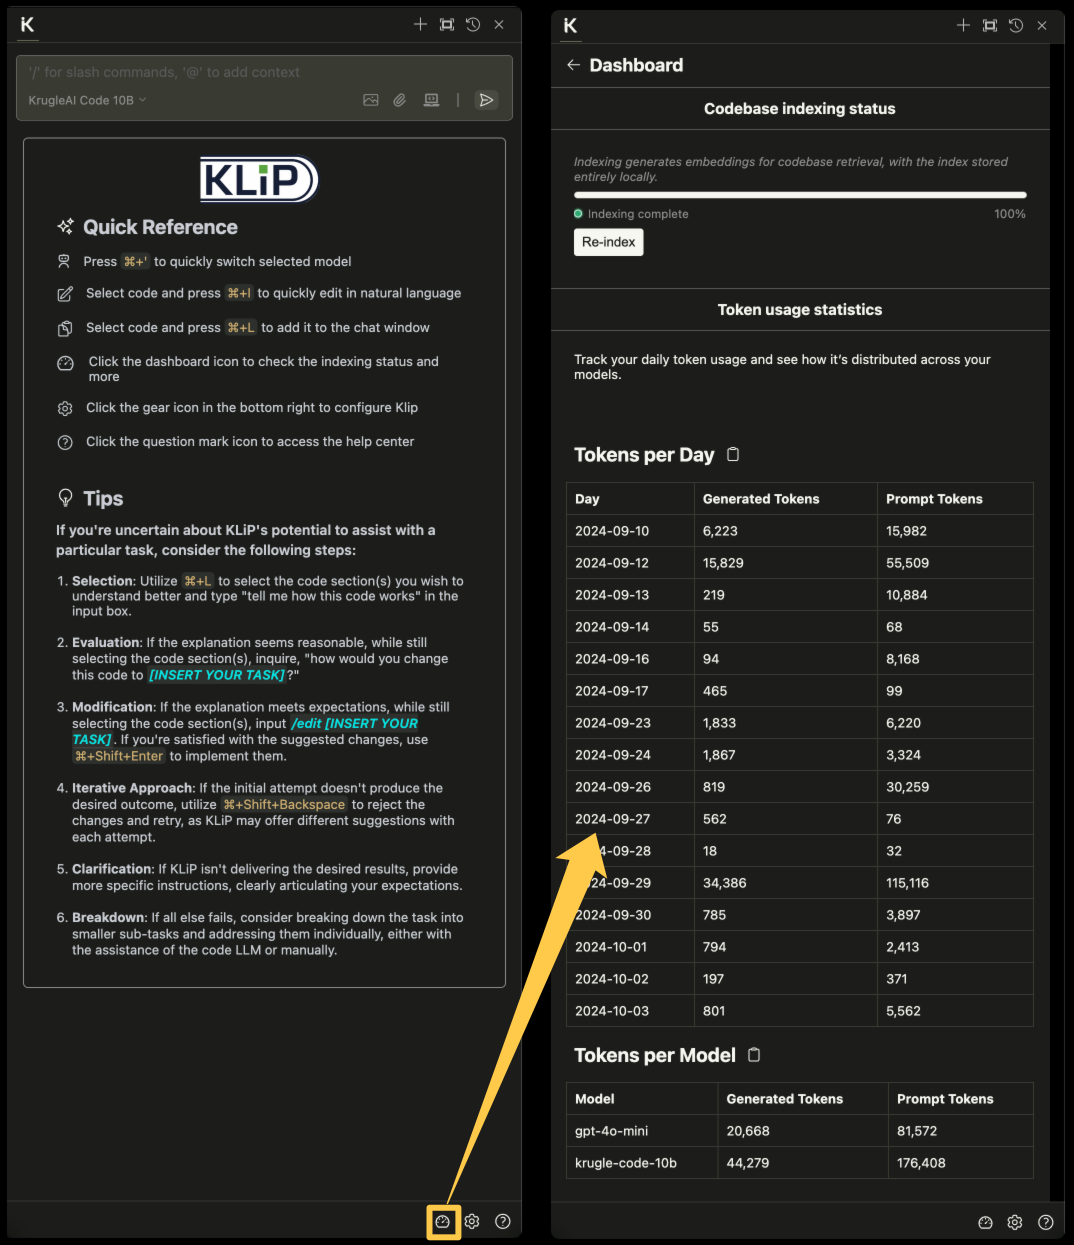 '/' for slash commands, '@' to add context
KrugleAI Code 10B
KLiP
Quick Reference
Press ⌘+' to quickly switch selected model
Select code and press ⌘+I to quickly edit in natural language
Select code and press ⌘+L to add it to the chat window
Click the dashboard icon to check the indexing status and
more
Click the gear icon in the bottom right to configure Klip
Click the question mark icon to access the help center
Tips
If you're uncertain about KLiP's potential to assist with a
particular task, consider the following steps:
1. Selection: Utilize ⌘+L to select the code section(s) you wish to
understand better and type "tell me how this code works" in the
input box.
2. Evaluation: If the explanation seems reasonable, while still
selecting the code section(s), inquire, "how would you change
this code to [INSERT YOUR TASK]?"
3. Modification: If the explanation meets expectations, while still
selecting the code section(s), input /edit [INSERT YOUR
TASK]. If you're satisfied with the suggested changes, use
⌘+Shift+Enter to implement them.
4. Iterative Approach: If the initial attempt doesn't produce the
desired outcome, utilize ⌘+Shift+Backspace to reject the
changes and retry, as KLiP may offer different suggestions with
each attempt.
5. Clarification: If KLiP isn't delivering the desired results, provide
more specific instructions, clearly articulating your expectations.
6. Breakdown: If all else fails, consider breaking down the task into
smaller sub-tasks and addressing them individually, either with
the assistance of the code LLM or manually.
Dashboard
Codebase indexing status
Indexing generates embeddings for codebase retrieval, with the index stored
entirely locally.
Indexing complete 100%
Re-index
Token usage statistics
Track your daily token usage and see how it's distributed across your
models.
Tokens per Day
Day Generated Tokens Prompt Tokens
2024-09-10 6,223 15,982
2024-09-12 15,829 55,509
2024-09-13 219 10,884
2024-09-14 55 68
2024-09-16 94 8,168
2024-09-17 465 99
2024-09-23 1,833 6,220
2024-09-24 1,867 3,324
2024-09-26 819 30,259
2024-09-27 562 76
4-09-28 18 32
24-09-29 34,386 115,116
2024-09-30 785 3,897
2024-10-01 794 2,413
2024-10-02 197 371
2024-10-03 801 5,562
Tokens per Model
Model Generated Tokens Prompt Tokens
gpt-4o-mini 20,668 81,572
krugle-code-10b 44,279 176,408